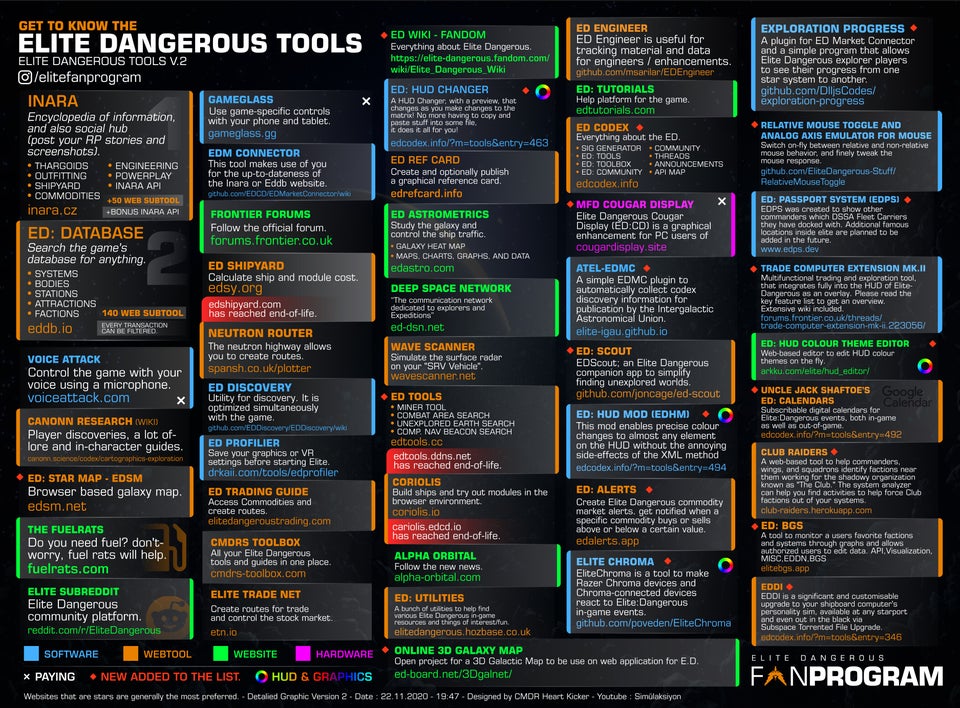 GET TO KNOW THE
ELITE DANGEROUS TOOLS
ELITE DANGEROUS TOOLS V.2
/elitefanprogram
INARA
1
Encyclopedia of information,
and also social hub
(post your RP stories and
screenshots).
• THARGOIDS
• OUTFITTING
• SHIPYARD
• COMMODITIES
• ENGINEERING
• POWERPLAY
• INARA API
+50 WEB SUBTOOL
+BONUS INARA API
inara.cz
ED: DATABASE
2
Search the game's
database for anything.
• SYSTEMS
• BODIES
• STATIONS
• ATTRACTIONS
• FACTIONS
140 WEB SUBTOOL
EVERY TRANSACTION
CAN BE FILTERED.
eddb.io
VOICE ATTACK
Control the game with your
voice using a microphone.
voiceattack.com
CANONN RESEARCH (WIKI)
Player discoveries, a lot of-
lore and in-character guides.
canonn.science/codex/cartographics-exploration
ED: STAR MAP - EDSM
Browser based galaxy map.
edsm.net
THE FUELRATS
Do you need fuel? don't-
worry, fuel rats will help.
fuelrats.com
ELITE SUBREDDIT
Elite Dangerous
community platform.
reddit.com/r/EliteDangerous
GAMEGLASS
Use game-specific controls
with your phone and tablet.
gameglass.gg
EDM CONNECTOR
This tool makes use of you
for the up-to-dateness of
the Inara or Eddb website.
github.com/EDCD/EDMarketConnector/wiki
FRONTIER FORUMS
Follow the official forum.
forums.frontier.co.uk
ED SHIPYARD
Calculate ship and module cost.
edsy.org
edshipyard.com
has reached end-of-life.
NEUTRON ROUTER
The neutron highway allows
you to create routes.
spansh.co.uk/plotter
ED DISCOVERY
Utility for discovery. It is
optimized simultaneously
with the game.
github.com/EDDiscovery/EDDiscovery/wiki
ED PROFILIER
Save your graphics or VR
settings before starting Elite.
drkaii.com/tools/edprofiler
ED TRADING GUIDE
Access Commodities and
create routes.
elitedangeroustrading.com
CMDRS TOOLBOX
All your Elite Dangerous
tools and guides in one place.
cmdrs-toolbox.com
ELITE TRADE NET
Create routes for trade
and control the stock market.
etn.io
ED WIKI - FANDOM
Everything about Elite Dangerous.
https://elite-dangerous.fandom.com/
wiki/Elite_Dangerous_Wiki
ED: HUD CHANGER
A HUD Changer, with a preview, that
changes as you make changes to the
matrix! No more having to copy and
paste stuff into some file,
it does it all for you!
edcodex.info/?m=tools&entry=463
ED REF CARD
Create and optionally publish
a graphical reference card.
edrefcard.info
ED ASTROMETRICS
Study the galaxy and
control the ship traffic.
• GALAXY HEAT MAP
• MAPS, CHARTS, GRAPHS, AND DATA
edastro.com
DEEP SPACE NETWORK
"The communication network
dedicated to explorers and
Expeditions"
ed-dsn.net
WAVE SCANNER
Simulate the surface radar
on your "SRV Vehicle".
wavescanner.net
ED TOOLS
• MINER TOOL
• COMBAT AREA SEARCH
• UNEXPLORED EARTH SEARCH
• COMP. NAV BEACON SEARCH
edtools.cc
edtools.ddns.net
has reached end-of-life.
CORIOLIS
Build ships and try out modules in the
browser environment.
coriolis.io
cariolis.edcd.io
has reached end-of-life.
ALPHA ORBITAL
Follow the new news.
alpha-orbital.com
ED: UTILITIES
A bunch of utilities to help find
various Elite Dangerous in-game
resources and things of interest/fun.
elitedangerous.hozbase.co.uk
ONLINE 3D GALAXY MAP
Open project for a 3D Galactic Map to be use on web application for E.D.
ed-board.net/3Dgalnet/
ED ENGINEER
ED Engineer is useful for
tracking material and data
for engineers / enhancements.
github.com/msarilar/EDEngineer
ED: TUTORIALS
Help platform for the game.
edtutorials.com
ED CODEX
Everything about the ED.
• SIG GENERATOR
• ED: TOOLS
• ED: TOOLBOX
• ED: COMMUNITY
• COMMUNITY
• THREADS
• ANNOUNCEMENTS
• API MAP
edcodex.info
MFD COUGAR DISPLAY
Elite Dangerous Cougar
Display (ED:CD) is a graphical
enhancement for PC users of
cougardisplay.site
ATEL-EDMC
A simple EDMC plugin to
automatically collect codex
discovery information for
publication by the Intergalactic
Astronomical Union.
elite-igau.github.io
ED: SCOUT
EDScout; an Elite Dangerous
companion app to simplify
finding unexplored worlds.
github.com/joncage/ed-scout
ED: HUD MOD (EDHM)
This mod enables precise colour
changes to almost any element
on the HUD without the annoying
side-effects of the XML method
edcodex.info/?m=tools&entry=494
ED: ALERTS
Create Elite Dangerous commodity
market alerts. get notified when a
specific commodity buys or sells
above or below a certain value.
edalerts.app
ELITE CHROMA
EliteChroma is a tool to make
Razer Chroma devices and
Chroma-connected devices
react to Elite:Dangerous
in-game events.
github.com/poveden/EliteChroma
EXPLORATION PROGRESS
A plugin for ED Market Connector
and a simple program that allows
Elite Dangerous explorer players
to see their progress from one
star system to another.
github.com/DIljsCodes/
exploration-progress
RELATIVE MOUSE TOGGLE AND
ANALOG AXIS EMULATOR FOR MOUSE
Switch on-fly between relative and non-relative
mouse behavior, and finely tweak the
mouse response.
github.com/EliteDangerous-Stuff/
RelativeMouseToggle
ED: PASSPORT SYSTEM (EDPS)
EDPS was created to show other
commanders which DSSA Fleet Carriers
they have docked with. Additional famous
locations inside elite are planned to be
added in the future.
www.edps.dev
TRADE COMPUTER EXTENSION MK.II
Multifunctional trading and exploration tool,
that integrates fully into the HUD of Elite-
Dangerous as an overlay. Please read the
key feature list to get an overview.
Extensive wiki included.
forums.frontier.co.uk/threads/
trade-computer-extension-mk-ii.223056/
ED: HUD COLOUR THEME EDITOR
Web-based editor to edit HUD colour
themes on the fly.
arkku.com/elite/hud_editor/
UNCLE JACK SHAFTOE'S
ED: CALENDARS
Google
Calendar
Subscribable digital calendars for
Elite:Dangerous events, both in-game
as well as out-of-game.
edcodex.info/?m=tools&entry=492
CLUB RAIDERS
A web-based tool to help commanders,
wings, and squadrons identify factions near
them working for the shadowy organization
known as "The Club." The system analyzer
can help you find activities to help force Club
factions out of your systems.
club-raiders.herokuapp.com
ED: BGS
A tool to monitor a users favorite factions
and systems through graphs and allows
authorized users to edit data. API,Visualization,
MISC,EDDN,BGS
elitebgs.app
EDDI
EDDI is a significant and customisable
upgrade to your shipboard computer's
personality sim, available at any starport
and even out in the black via
Subspace Torrented File Upgrade.
edcodex.info/?m=tools&entry=346
SOFTWARE
WEBTOOL
WEBSITE
HARDWARE
× PAYING
NEW ADDED TO THE LIST.
HUD & GRAPHICS
ELITE DANGEROUS
FANPROGRAM
Websites that are stars are generally the most preferred. - Detalied Graphic Version 2 - Date : 22.11.2020 - 19:47 - Designed by CMDR Heart Kicker - Youtube : Simülaksiyon